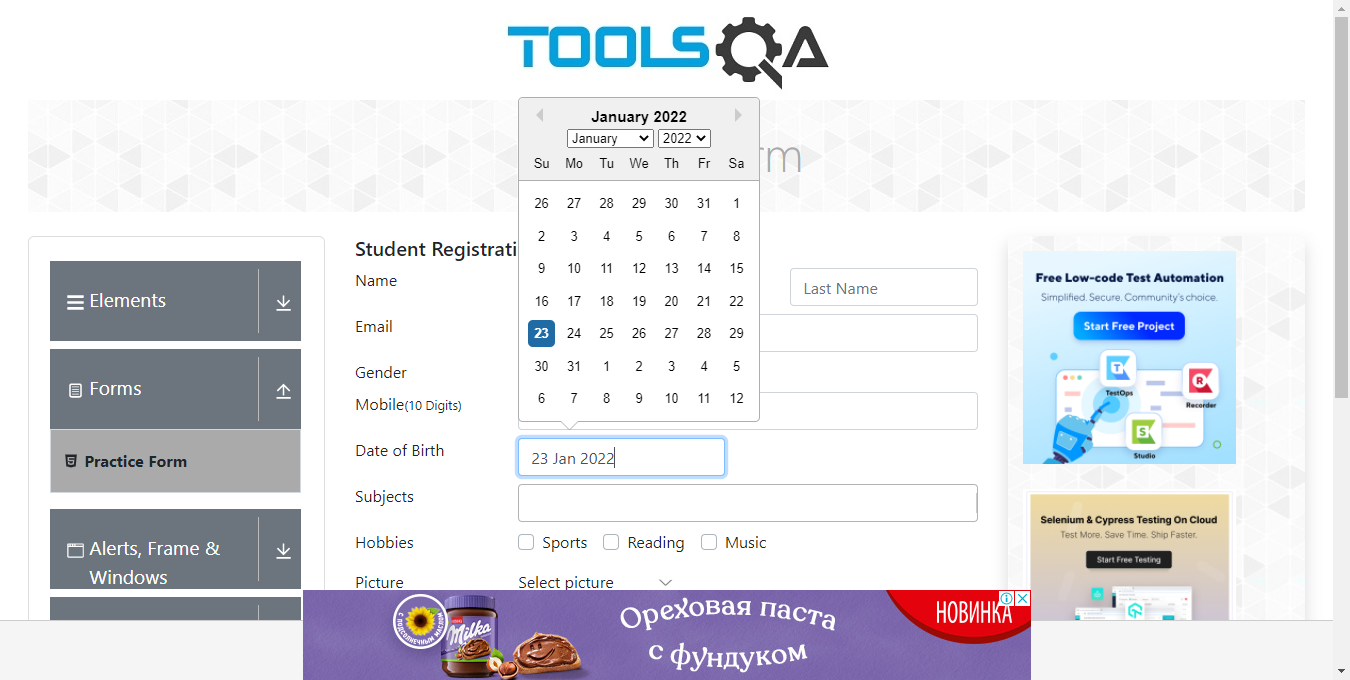 TOOLSQA
rm
January 2022
January 2022
Su Mo Tu We Th Fr Sa
26 27 28 29 30 31 1
2 3 4 5 6 7 8
9 10 11 12 13 14 15
16 17 18 19 20 21 22
23 24 25 26 27 28 29
30 31 1 2 3 4 5
6 7 8 9 10 11 12
Elements
Forms
Practice Form
Alerts, Frame &
Windows
Student Registrati
Name
Last Name
Email
Gender
Mobile(10 Digits)
Date of Birth
23 Jan 2022
Subjects
Hobbies
Sports
Reading
Music
Picture
Select picture
Free Low-code Test Automation
Simplified. Secure. Community's choice.
Start Free Project
TestOps
Recorder
Studio
Selenium & Cypress Testing On Cloud
Test More. Save Time. Ship Faster.
Start Free Testing
С ПОДСОЛНЕЧНЫМ МАСЛОМ
Milka
Ореховая паста
с фундуком
НОВИНКА